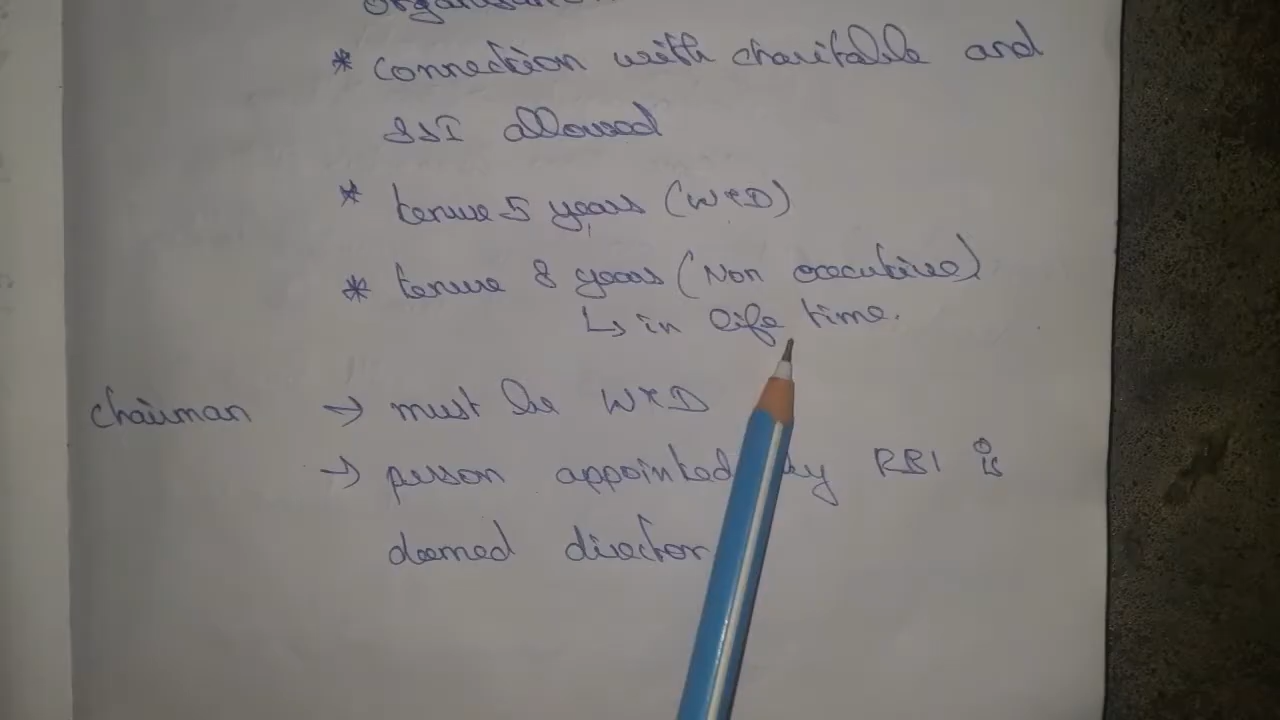 organisation
* connection with charitable and
SSI allowed
* tenure 5 years (WTD)
* tenure 8 years (Non executive)
↳ in life time.
chairman → must be WTD
→ person appointed by RBI is
deemed director